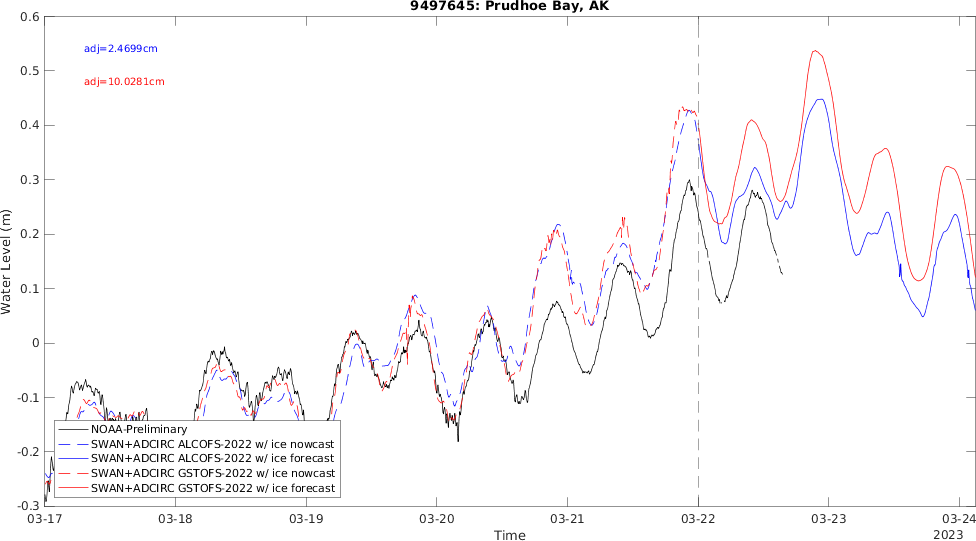 9497645: Prudhoe Bay, AK
0.6
0.5
0.4
0.3
0.2
0.1
0
-0.1
-0.2
-0.3
Water Level (m)
adj=2.4699cm
adj=10.0281cm
NOAA-Preliminary
SWAN+ADCIRC ALCOFS-2022 w/ ice nowcast
SWAN+ADCIRC ALCOFS-2022 w/ ice forecast
SWAN+ADCIRC GSTOFS-2022 w/ ice nowcast
SWAN+ADCIRC GSTOFS-2022 w/ ice forecast
03-17 03-18 03-19 03-20 03-21 03-22 03-23 03-24
Time
2023